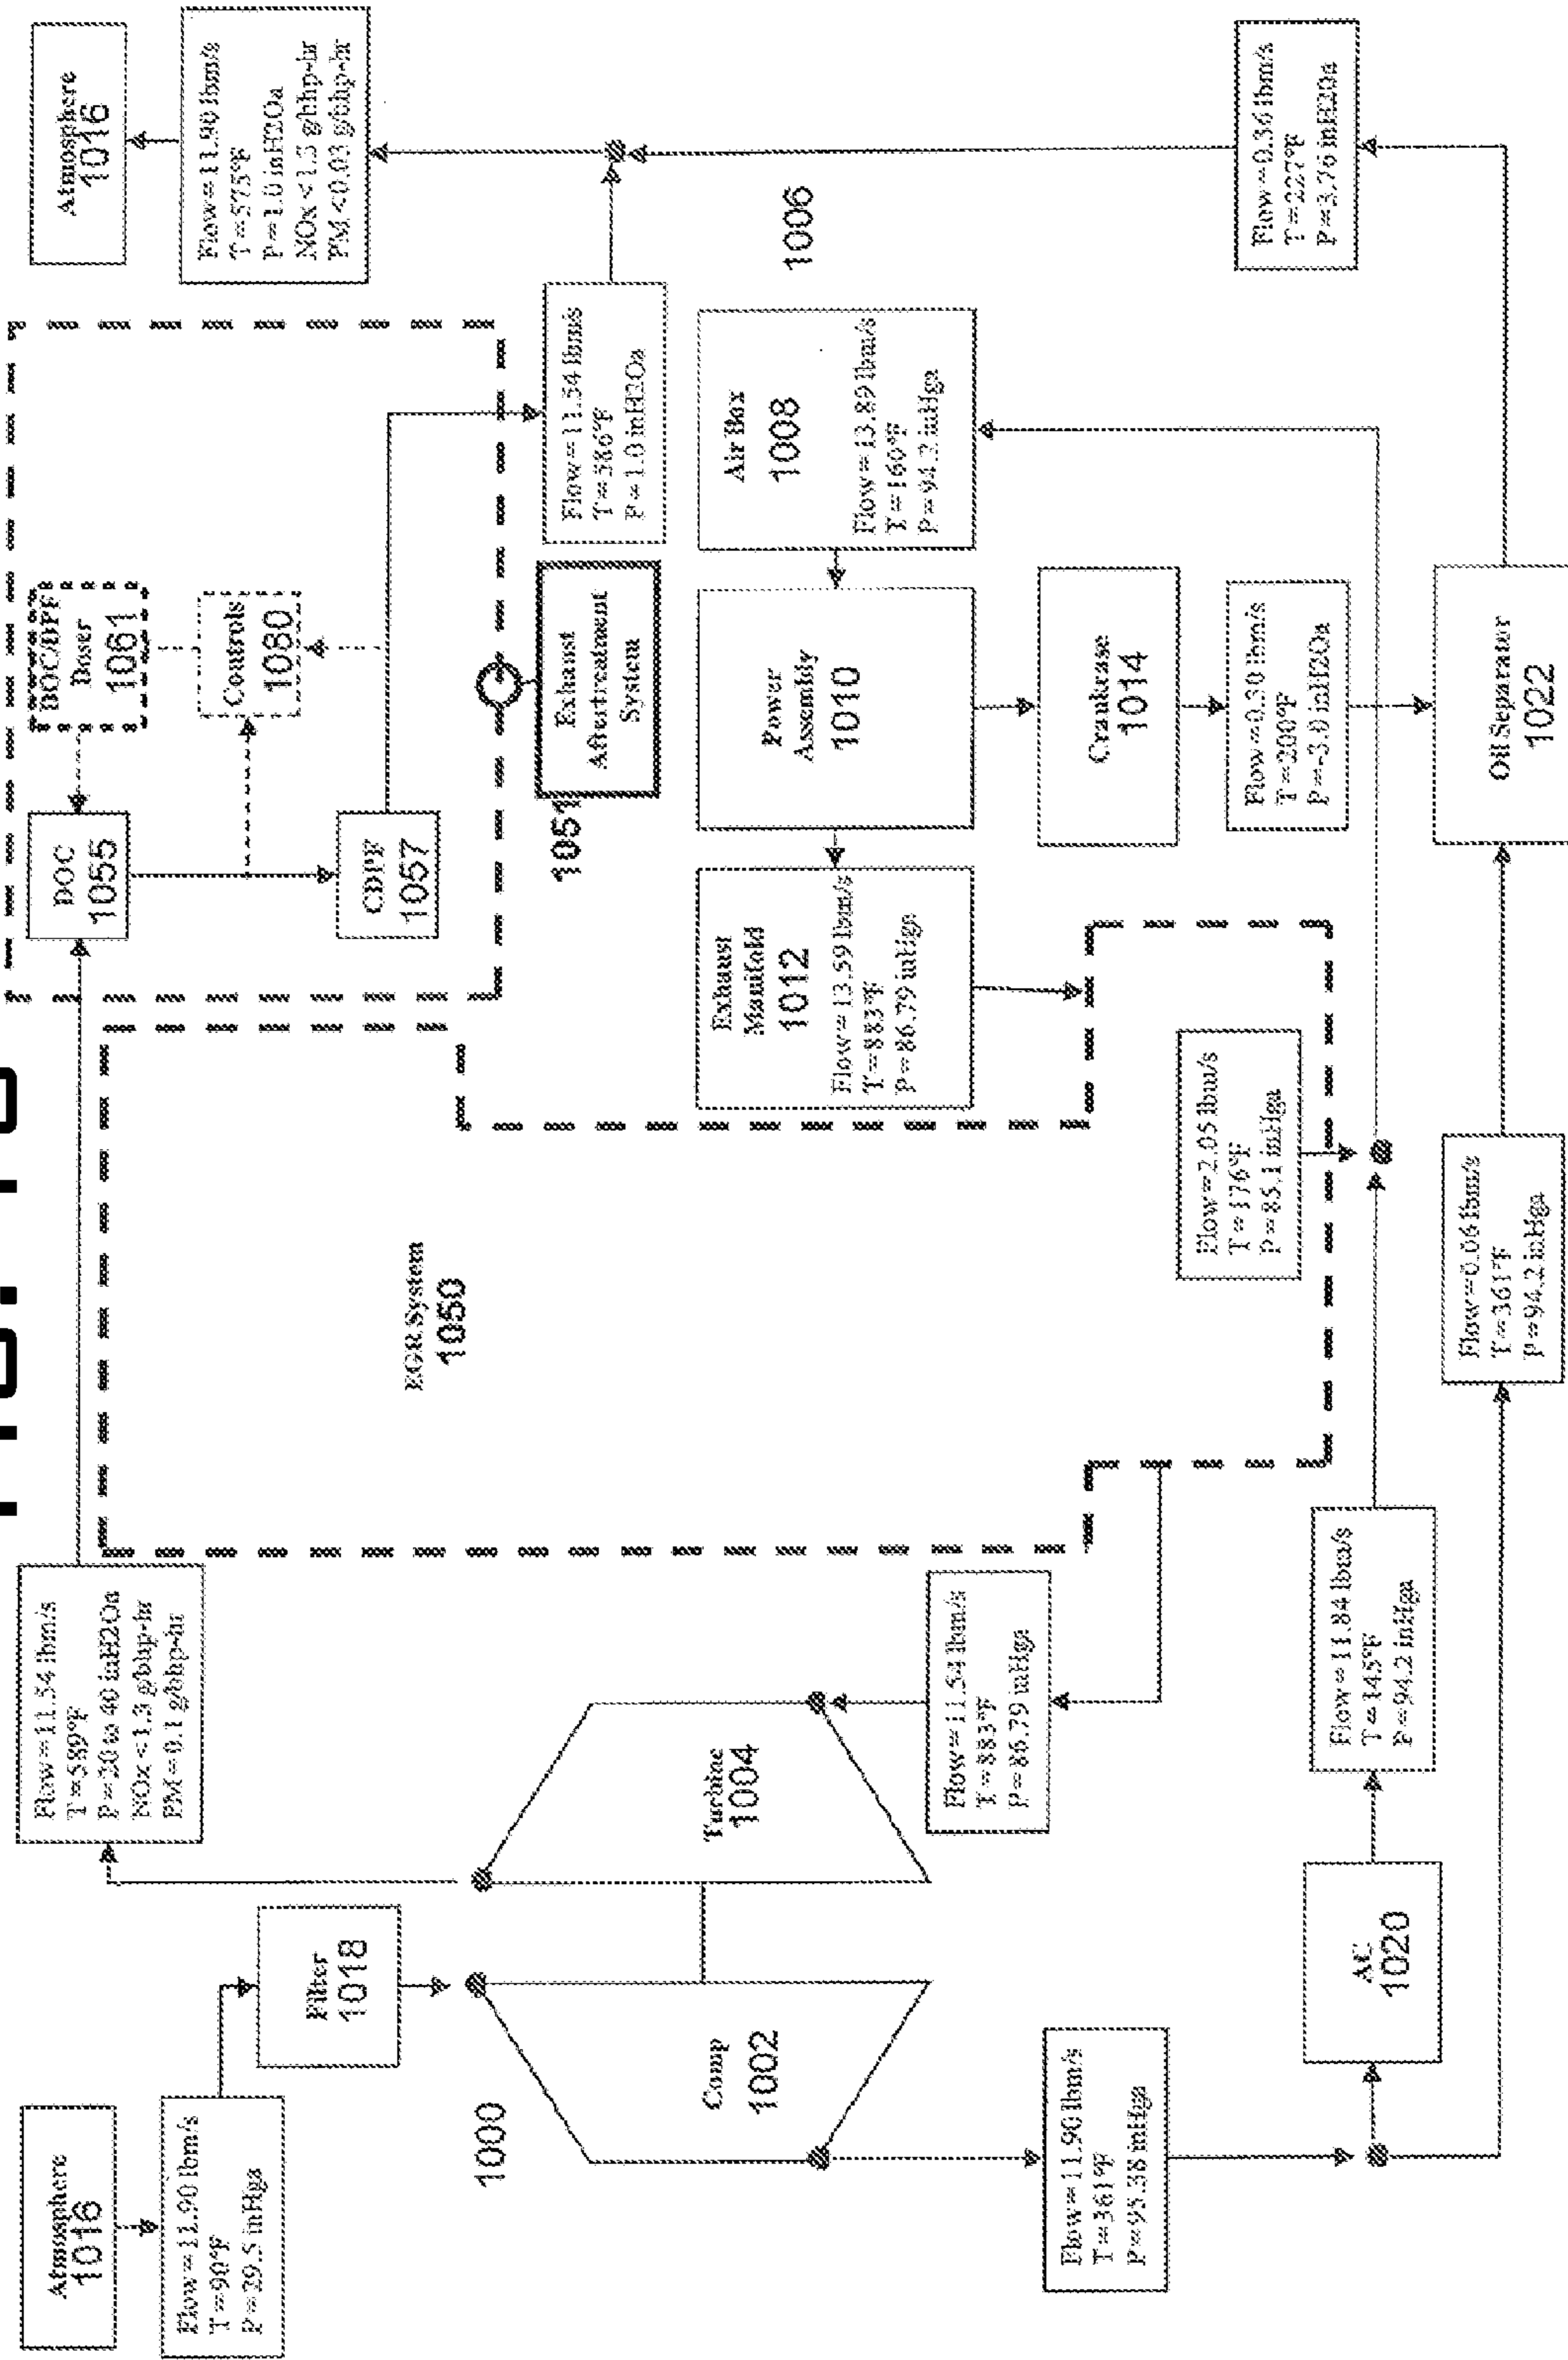 Atmosphere
1016
Flow=11.90 lbm/s
T=90°F
P=29.5 inHga
Filter
1018
1000
Comp
1002
Turbine
1004
Flow=11.90 lbm/s
T=361°F
P=95.38 inHga
AC
1020
Flow=11.84 lbm/s
T=145°F
P=94.2 inHga
Flow=0.06 lbm/s
T=361°F
P=94.2 inHga
Flow=11.54 lbm/s
T=883°F
P=86.79 inHga
Flow=11.54 lbm/s
T=589°F
P=20 to 40 inH2Oa
NOx<1.3 g/bhp-hr
PM=0.1 g/bhp-hr
EGR System
1050
Flow=2.05 lbm/s
T=176°F
P=85.1 inHga
DOC
1055
DOC/DPF
Doser
1061
Controls
1080
CDPF
1057
1051
Exhaust
Aftertreatment
System
Flow=11.54 lbm/s
T=586°F
P=1.0 inH2Oa
Exhaust
Manifold
1012
Flow=13.59 lbm/s
T=883°F
P=86.79 inHga
Power
Assembly
1010
Air Box
1008
Flow=13.89 lbm/s
T=160°F
P=94.2 inHga
1006
Crankcase
1014
Flow=0.30 lbm/s
T=200°F
P=-3.0 inH2Oa
Oil Separator
1022
Flow=0.36 lbm/s
T=227°F
P=3.76 inH2Oa
Flow=11.90 lbm/s
T=575°F
P=1.0 inH2Oa
NOx<1.3 g/bhp-hr
PM<0.03 g/bhp-hr
Atmosphere
1016